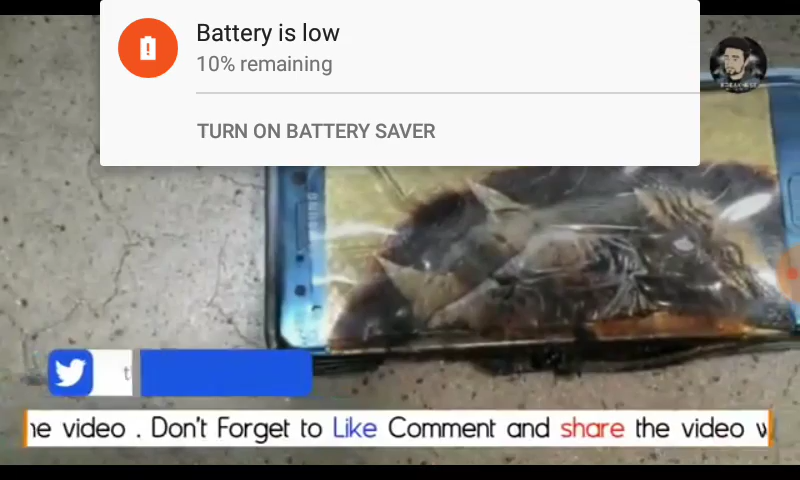 Battery is low
10% remaining
TURN ON BATTERY SAVER
t
he video . Don't Forget to Like Comment and share the video w